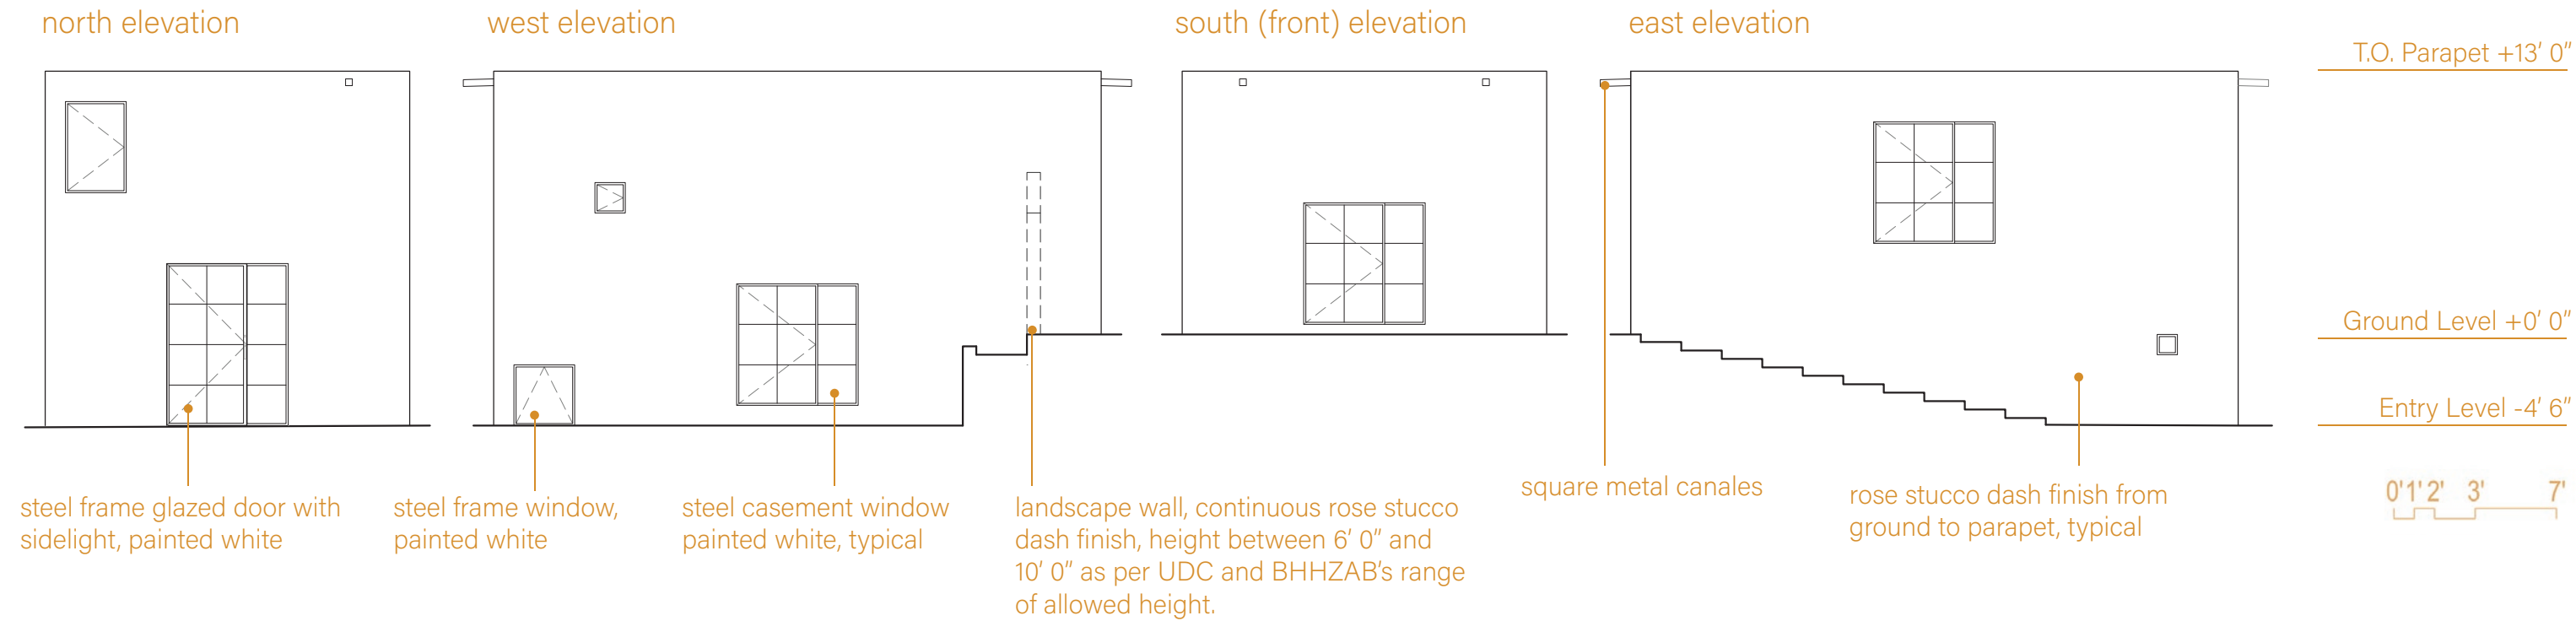 north elevation
west elevation
south (front) elevation
east elevation
T.O. Parapet +13’ 0”
Ground Level +0’ 0”
Entry Level -4’ 6”
steel frame glazed door with
sidelight, painted white
steel frame window,
painted white
steel casement window
painted white, typical
landscape wall, continuous rose stucco
dash finish, height between 6’ 0” and
10’ 0” as per UDC and BHHZAB’s range
of allowed height.
square metal canales
rose stucco dash finish from
ground to parapet, typical
0' 1' 2' 3' 7'